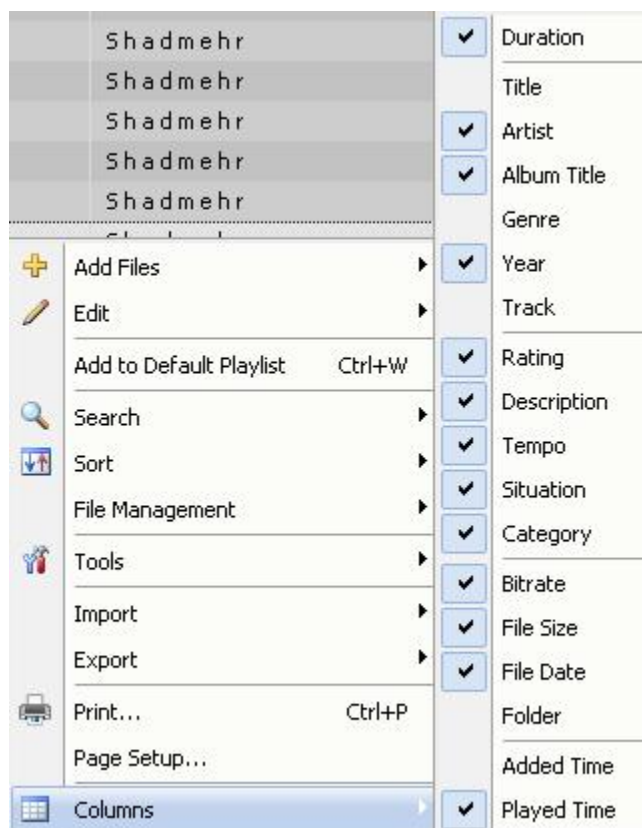 Shadmehr
Shadmehr
Shadmehr
Shadmehr
Shadmehr
Add Files
Edit
Add to Default Playlist Ctrl+W
Search
Sort
File Management
Tools
Import
Export
Print... Ctrl+P
Page Setup...
Columns
Duration
Title
Artist
Album Title
Genre
Year
Track
Rating
Description
Tempo
Situation
Category
Bitrate
File Size
File Date
Folder
Added Time
Played Time